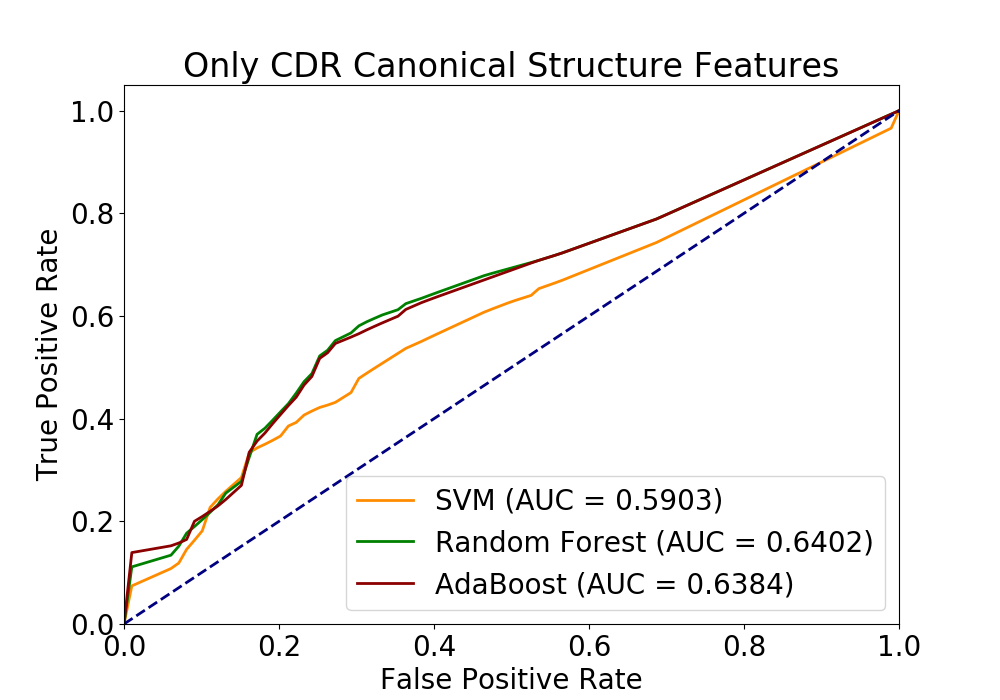 Only CDR Canonical Structure Features
True Positive Rate
1.0
0.8
0.6
0.4
0.2
0.0
SVM (AUC = 0.5903)
Random Forest (AUC = 0.6402)
AdaBoost (AUC = 0.6384)
0.0 0.2 0.4 0.6 0.8 1.0
False Positive Rate